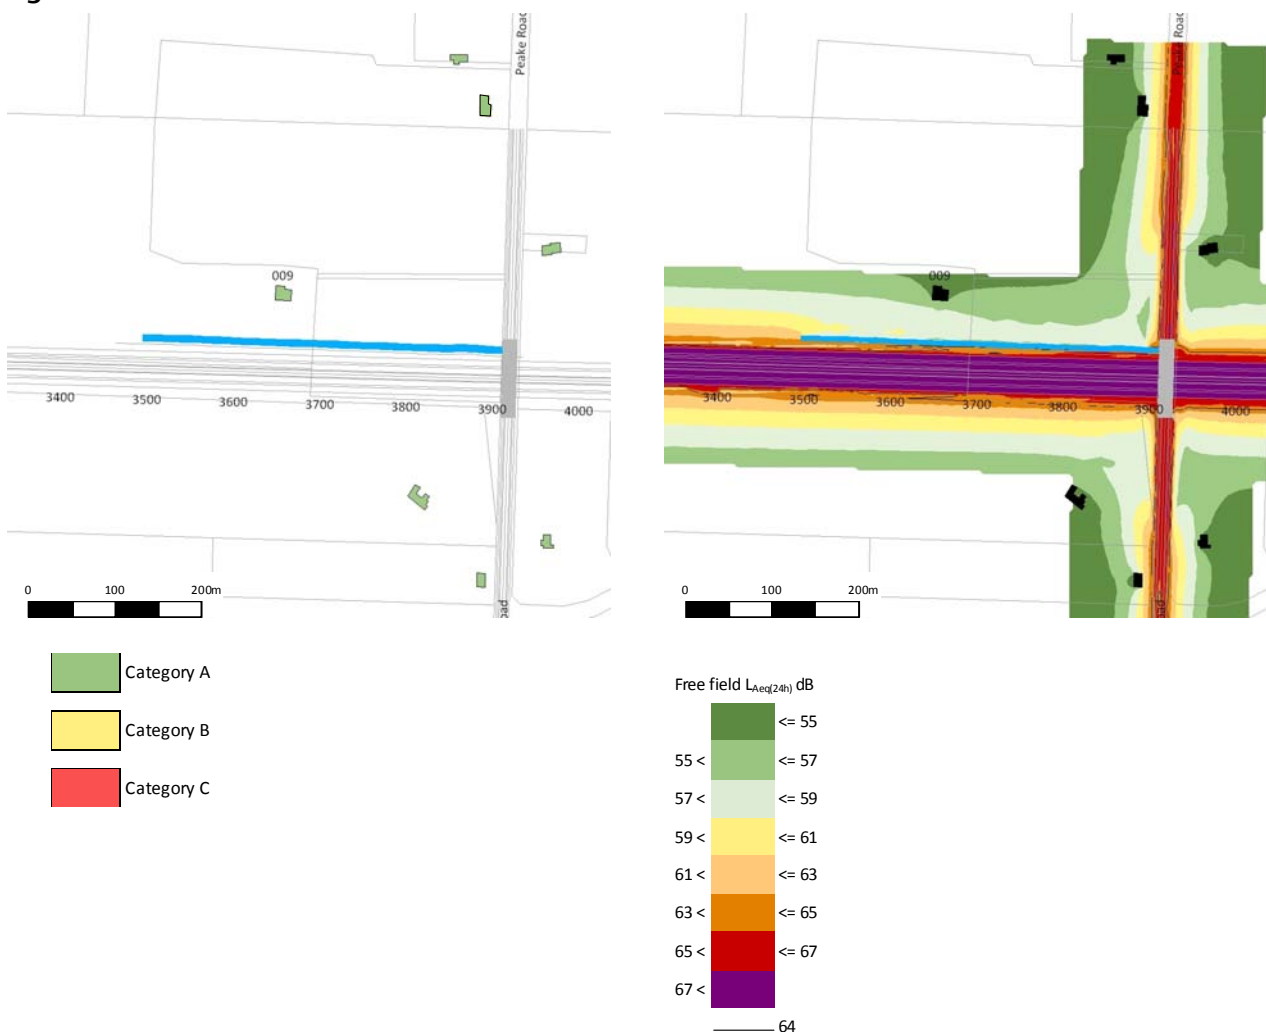 Peake Road
009
3400 3500 3600 3700 3800 3900 4000
0 100 200m
Category A
Category B
Category C
Peake Road
009
3400 3500 3600 3700 3800 3900 4000
0 100 200m
Free field LAeq(24h) dB
<= 55
55 < <= 57
57 < <= 59
59 < <= 61
61 < <= 63
63 < <= 65
65 < <= 67
67 <
64